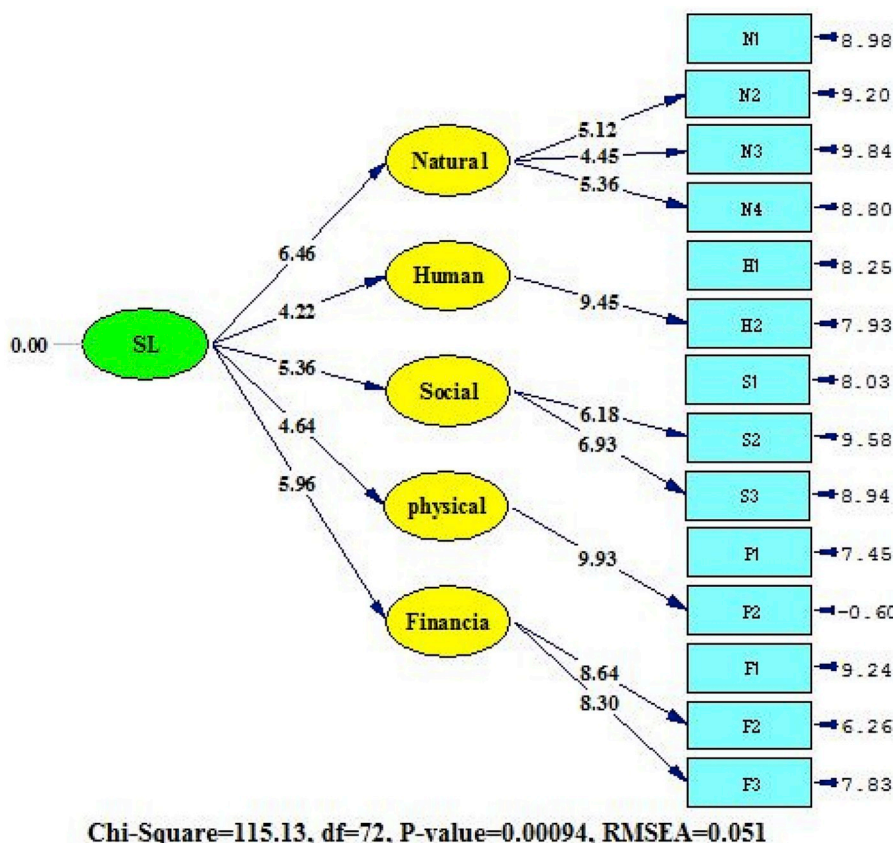 N1
8.98
N2
9.20
5.12
N3
9.84
4.45
Natural
5.36
N4
8.80
6.46
H1
8.25
Human
4.22
9.45
H2
7.93
0.00
SL
5.36
S1
8.03
Social
6.18
S2
9.58
4.64
6.93
5.96
S3
8.94
physical
P1
7.45
9.93
P2
-0.60
Financia
F1
9.24
8.64
F2
6.26
8.30
F3
7.83
Chi-Square=115.13, df=72, P-value=0.00094, RMSEA=0.051